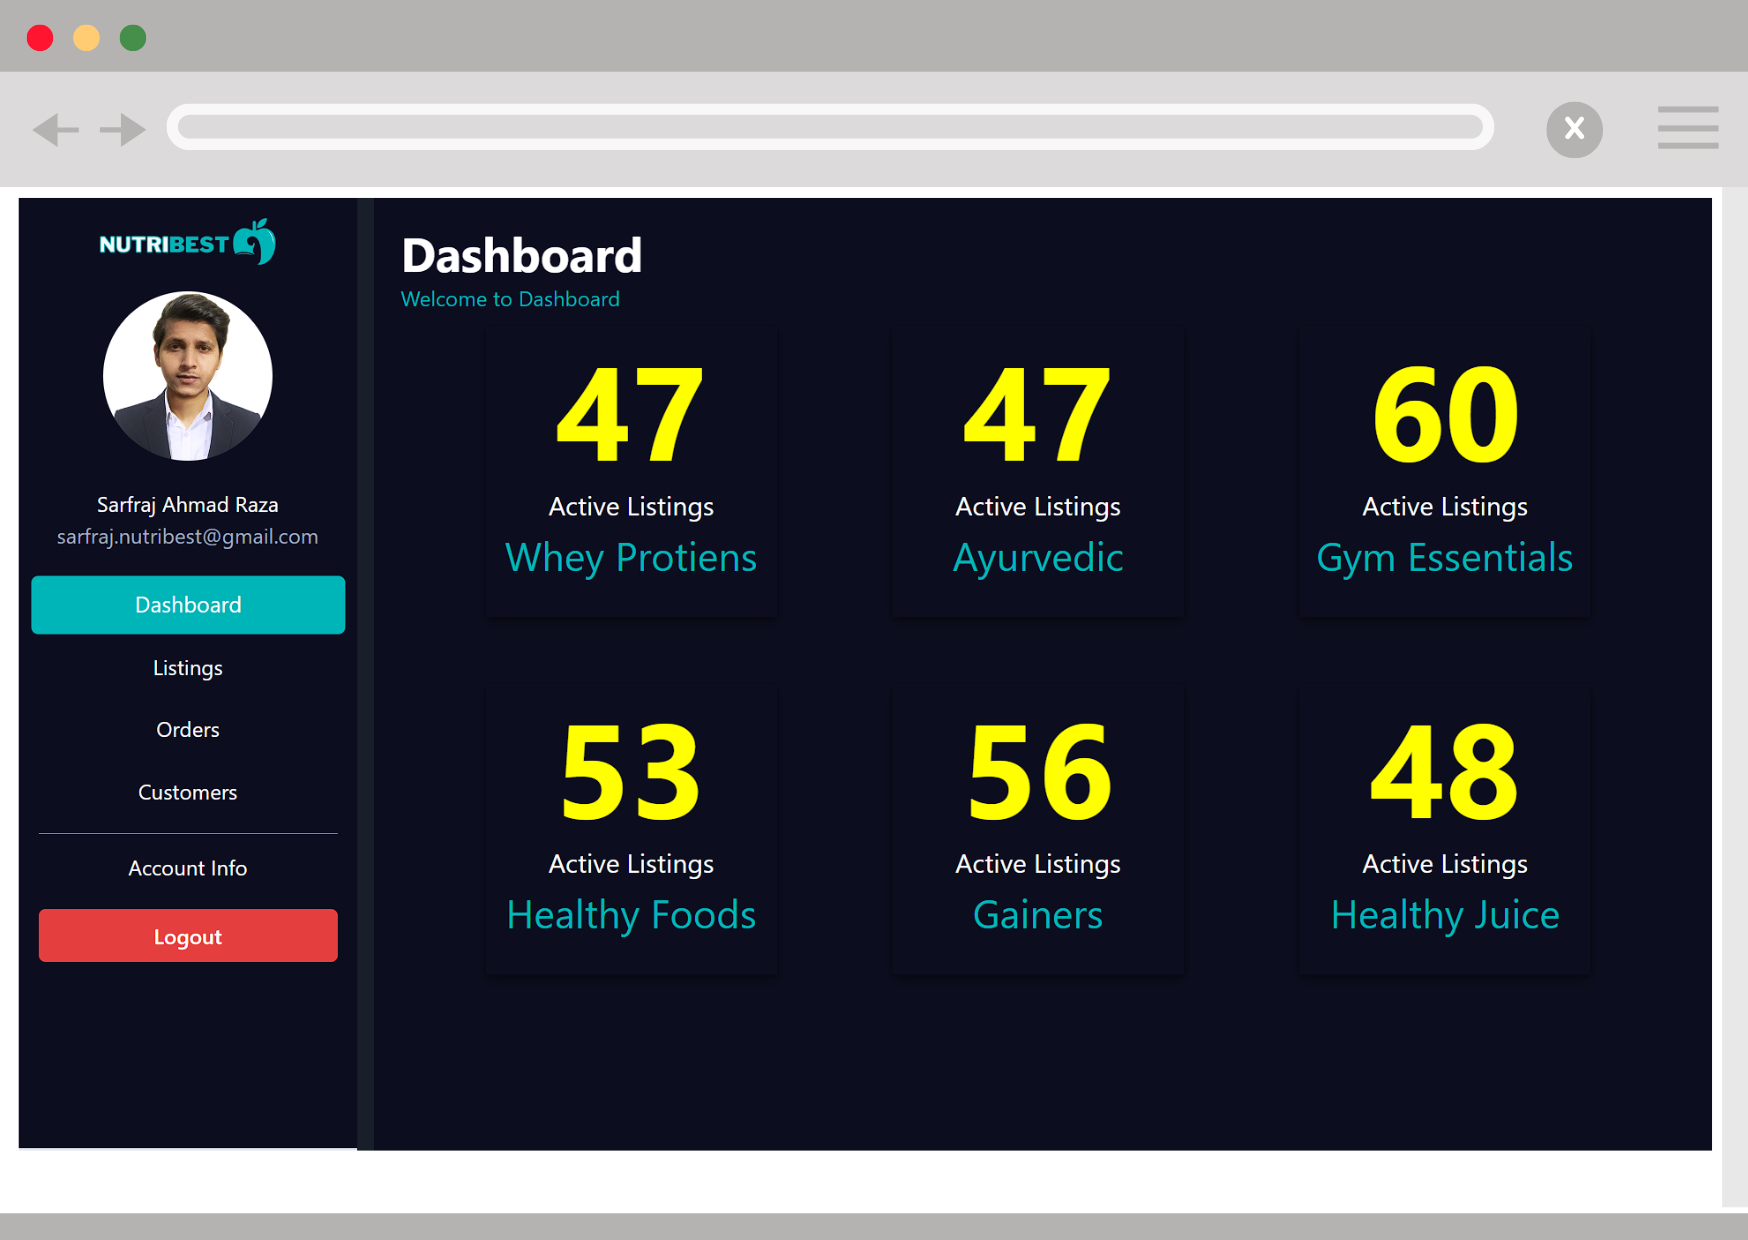 X
NUTRIBEST
Sarfraj Ahmad Raza
sarfraj.nutribest@gmail.com
Dashboard
Listings
Orders
Customers
Account Info
Logout
Dashboard
Welcome to Dashboard
47
Active Listings
Whey Protiens
47
Active Listings
Ayurvedic
60
Active Listings
Gym Essentials
53
Active Listings
Healthy Foods
56
Active Listings
Gainers
48
Active Listings
Healthy Juice